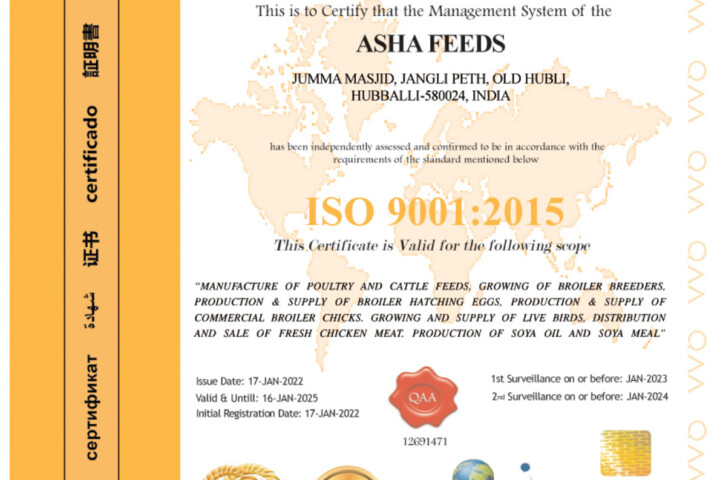 This is to Certify that the Management System of the
ASHA FEEDS
JUMMA MASJID, JANGLI PETH, OLD HUBLI,
HUBBALLI-580024, INDIA
has been independently assessed and confirmed to be in accordance with the
requirements of the standard mentioned below
ISO 9001:2015
This Certificate is Valid for the following scope
"MANUFACTURE OF POULTRY AND CATTLE FEEDS, GROWING OF BROILER BREEDERS,
PRODUCTION & SUPPLY OF BROILER HATCHING EGGS, PRODUCTION & SUPPLY OF
COMMERCIAL BROILER CHICKS. GROWING AND SUPPLY OF LIVE BIRDS, DISTRIBUTION
AND SALE OF FRESH CHICKEN MEAT. PRODUCTION OF SOYA OIL AND SOYA MEAL"
Issue Date: 17-JAN-2022
Valid & Untill: 16-JAN-2025
Initial Registration Date: 17-JAN-2022
QAA
12691471
1st Surveillance on or before: JAN-2023
2nd Surveillance on or before: JAN-2024
сертификат شهادة 证书 certificado 証明書